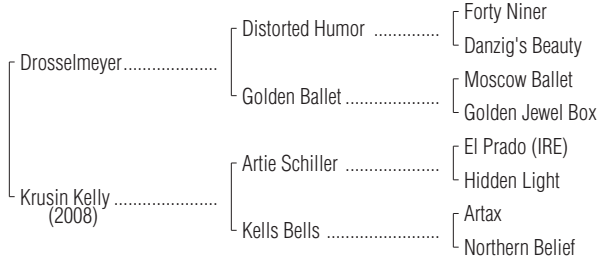 Forty Niner
Distorted Humor ..............
Danzig's Beauty
Drosselmeyer....................
Moscow Ballet
Golden Ballet ....................
Golden Jewel Box
El Prado (IRE)
Artie Schiller ....................
Hidden Light
Krusin Kelly ......................
(2008)
Artax
Kells Bells ........................
Northern Belief